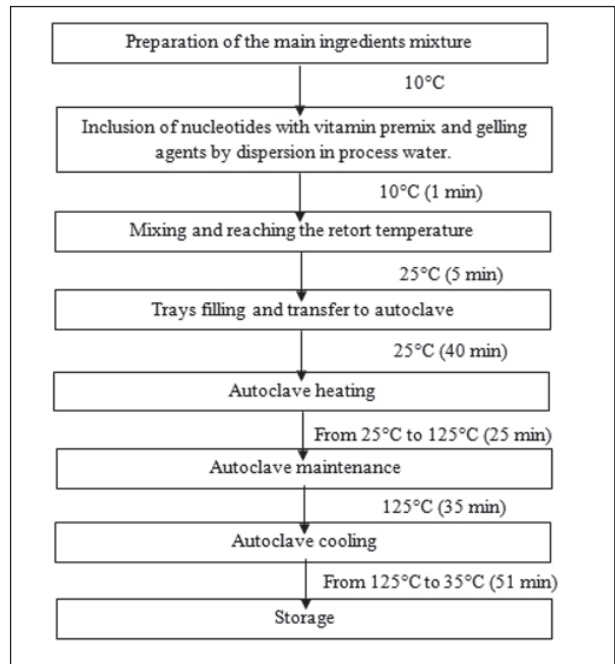 Preparation of the main ingredients mixture
10°C
Inclusion of nucleotides with vitamin premix and gelling
agents by dispersion in process water.
10°C (1 min)
Mixing and reaching the retort temperature
25°C (5 min)
Trays filling and transfer to autoclave
25°C (40 min)
Autoclave heating
From 25°C to 125°C (25 min)
Autoclave maintenance
125°C (35 min)
Autoclave cooling
From 125°C to 35°C (51 min)
Storage